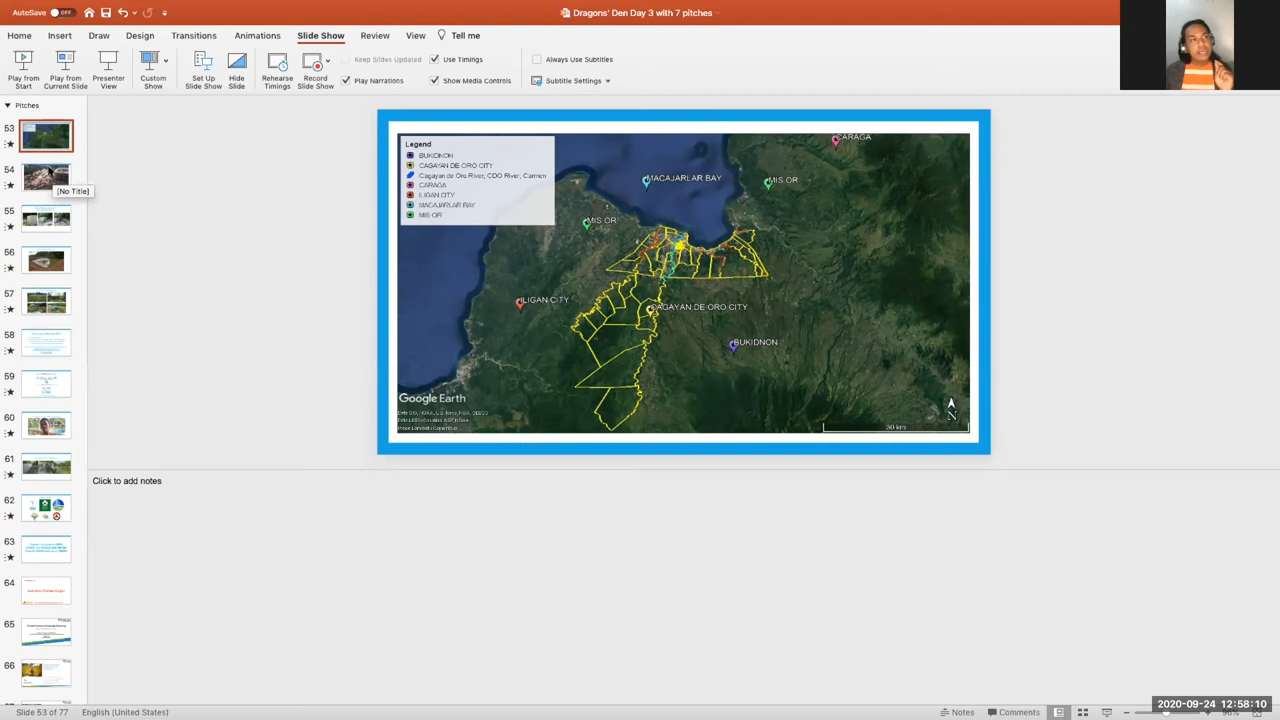 AutoSave OFF
Dragons' Den Day 3 with 7 pitches
Home Insert Draw Design Transitions Animations Slide Show Review View Tell me
Play from Start
Play from Current Slide
Presenter View
Custom Show
Set Up Slide Show
Hide Slide
Rehearse Timings
Record Slide Show
Keep Slides Updated
Use Timings
Play Narrations
Show Media Controls
Always Use Subtitles
Subtitle Settings
Pitches
53
54
[No Title]
55
56
57
58
59
60
61
62
63
64
65
66
Legend
BUKIDNON
CAGAYAN DE ORO CITY
Cagayan de Oro River, CDO River, Carmen
CARAGA
ILIGAN CITY
MACAJARLAR BAY
MIS OR
CARAGA
MACAJARLAR BAY
MIS OR
MIS OR
ILIGAN CITY
CAGAYAN DE ORO CITY
BUKIDNON
Google Earth
N
30 km
Click to add notes
Slide 53 of 77 English (United States)
Notes Comments
2020-09-24 12:58:10